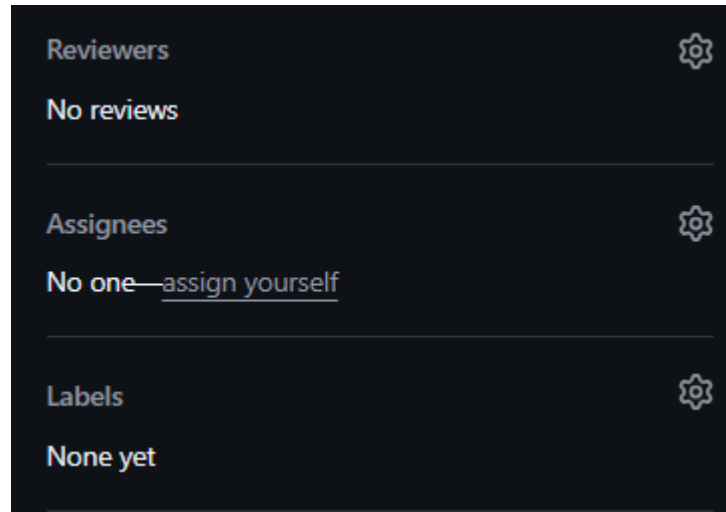 Reviewers
No reviews
Assignees
No one—assign yourself
Labels
None yet